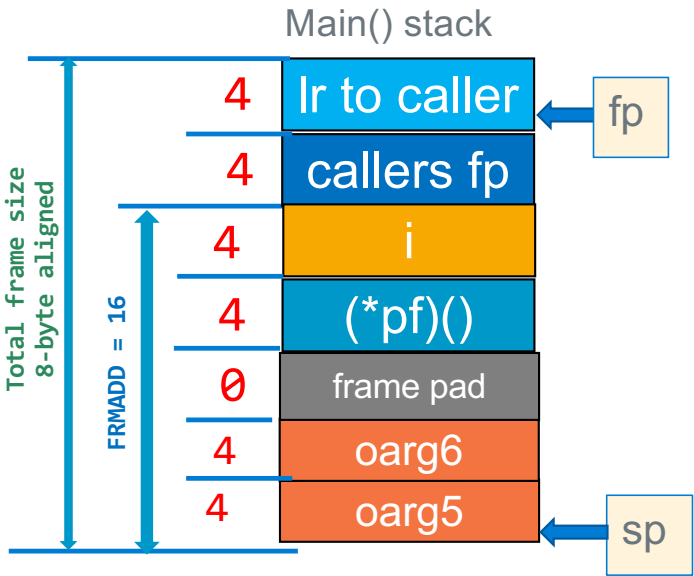 Main() stack
4
lr to caller
fp
4
callers fp
4
i
4
(*pf)()
0
frame pad
4
oarg6
4
oarg5
sp
Total frame size
8-byte aligned
FRMADD = 16